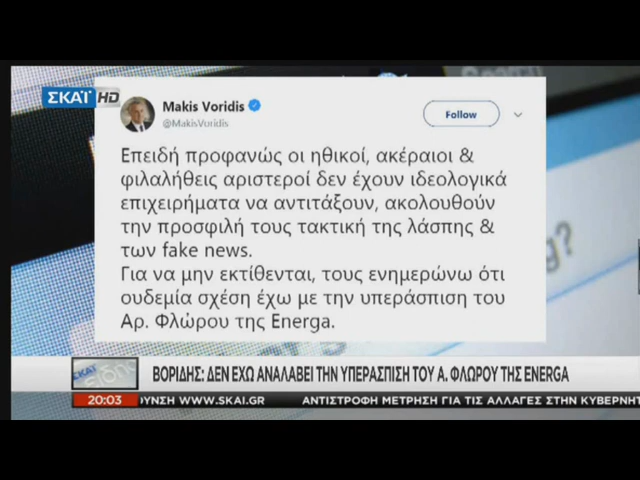 ΣΚΑΪ HD
Makis Voridis
@MakisVoridis
Follow
Επειδή προφανώς οι ηθικοί, ακέραιοι &
φιλαλήθεις αριστεροί δεν έχουν ιδεολογικά
επιχειρήματα να αντιτάξουν, ακολουθούν
την προσφιλή τους τακτική της λάσπης &
των fake news.
Για να μην εκτίθενται, τους ενημερώνω ότι
ουδεμία σχέση έχω με την υπεράσπιση του
Αρ. Φλώρου της Energa.
ΣΚΑΪ
ΒΟΡΙΔΗΣ: ΔΕΝ ΕΧΩ ΑΝΑΛΑΒΕΙ ΤΗΝ ΥΠΕΡΑΣΠΙΣΗ ΤΟΥ Α. ΦΛΩΡΟΥ ΤΗΣ ENERGA
20:03 ΟΥΝΣΗ WWW.SKAI.GR ΑΝΤΙΣΤΡΟΦΗ ΜΕΤΡΗΣΗ ΓΙΑ ΤΙΣ ΑΛΛΑΓΕΣ ΣΤΗΝ ΚΥΒΕΡΝΗΤ